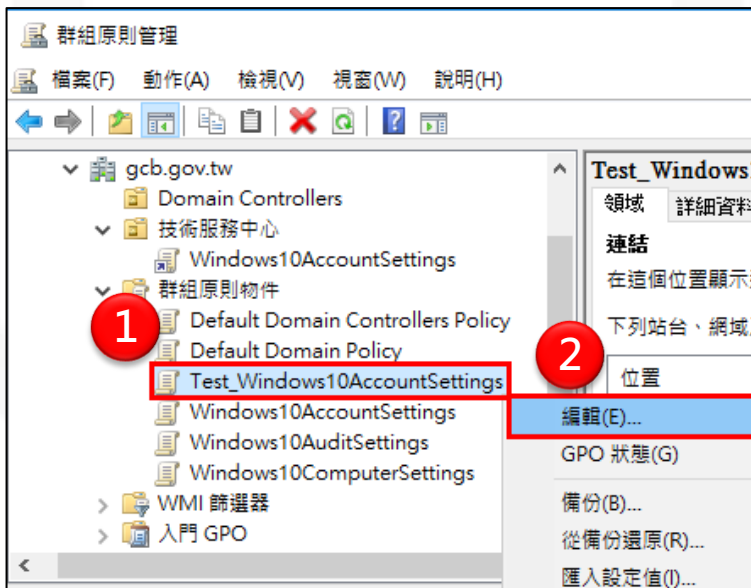 群組原則管理
檔案(F) 動作(A) 檢視(V) 視窗(W) 說明(H)
gcb.gov.tw
Domain Controllers
技術服務中心
Windows10AccountSettings
群組原則物件
Default Domain Controllers Policy
Default Domain Policy
Test_Windows10AccountSettings
Windows10AccountSettings
Windows10AuditSettings
Windows10ComputerSettings
WMI 篩選器
入門 GPO
1
Test_Windows
領域 詳細資料
連結
在這個位置顯示
下列站台、網域
位置
2
編輯(E)...
GPO 狀態(G)
備份(B)...
從備份還原(R)...
匯入設定值(I)...